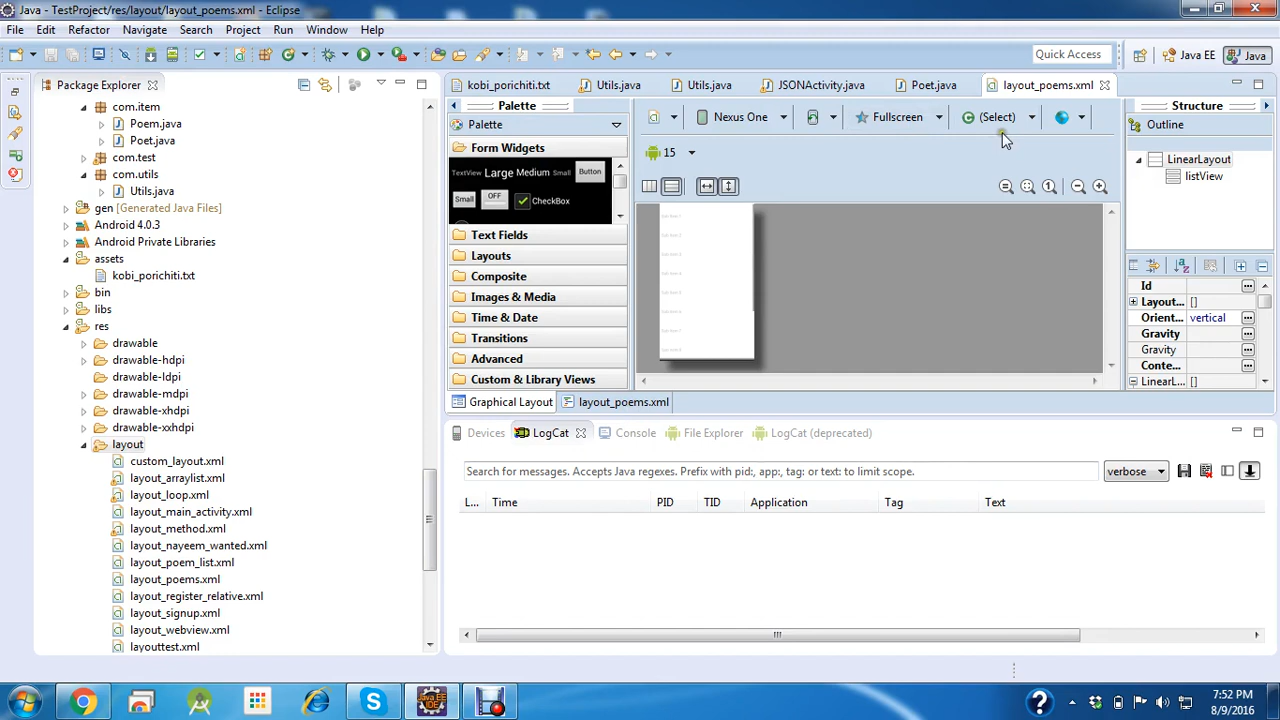 Java - TestProject/res/layout/layout_poems.xml - Eclipse
File Edit Refactor Navigate Search Project Run Window Help
Quick Access Java EE Java
Package Explorer
com.item
Poem.java
Poet.java
com.test
com.utils
Utils.java
gen [Generated Java Files]
Android 4.0.3
Android Private Libraries
assets
kobi_porichiti.txt
bin
libs
res
drawable
drawable-hdpi
drawable-ldpi
drawable-mdpi
drawable-xhdpi
drawable-xxhdpi
layout
custom_layout.xml
layout_arraylist.xml
layout_loop.xml
layout_main_activity.xml
layout_method.xml
layout_nayeem_wanted.xml
layout_poem_list.xml
layout_poems.xml
layout_register_relative.xml
layout_signup.xml
layout_webview.xml
layouttest.xml
kobi_porichiti.txt Utils.java Utils.java JSONActivity.java Poet.java layout_poems.xml
Palette
Palette
Form Widgets
TextView Large Medium Small Button
Small OFF CheckBox
Text Fields
Layouts
Composite
Images & Media
Time & Date
Transitions
Advanced
Custom & Library Views
Nexus One Fullscreen (Select)
15
Structure
Outline
LinearLayout
listView
Id
Layout... []
Orient... vertical
Gravity
Gravity
Conte...
LinearL... []
Graphical Layout layout_poems.xml
Devices LogCat Console File Explorer LogCat (deprecated)
Search for messages. Accepts Java regexes. Prefix with pid:, app:, tag: or text: to limit scope.
verbose
L... Time PID TID Application Tag Text
7:52 PM
8/9/2016